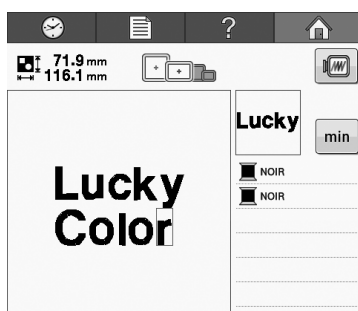 ?
71.9 mm
116.1 mm
Lucky
min
NOIR
NOIR
Lucky
Color